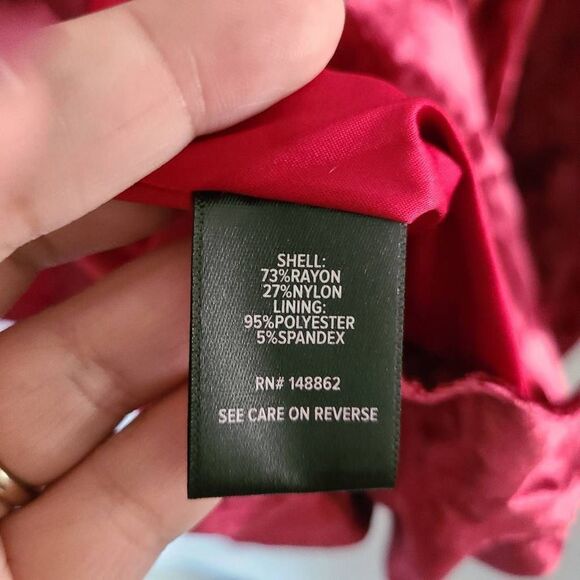 SHELL:
73%RAYON
27%NYLON
LINING:
95%POLYESTER
5%SPANDEX
RN# 148862
SEE CARE ON REVERSE